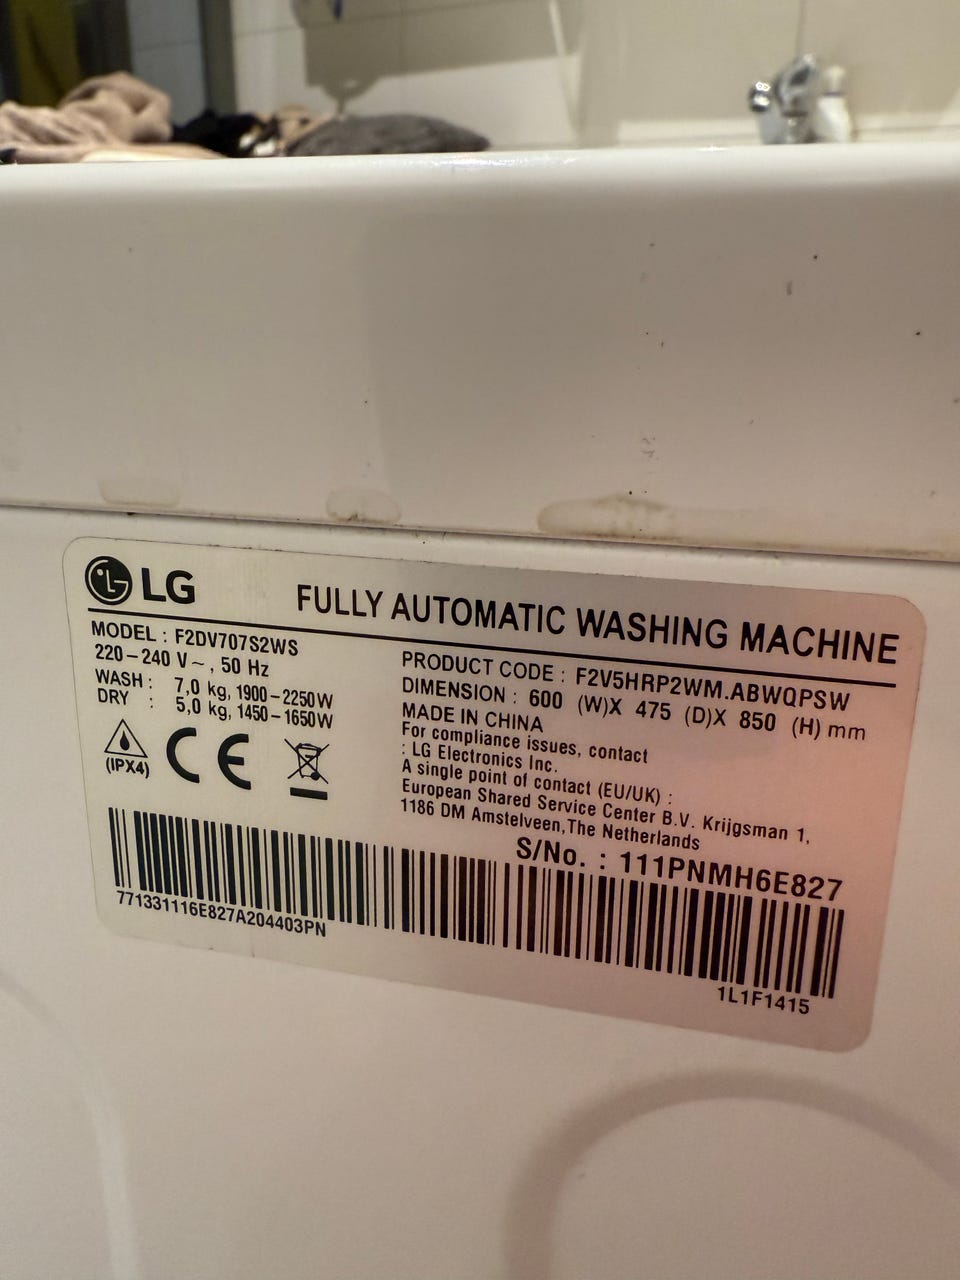 LG
FULLY AUTOMATIC WASHING MACHINE
MODEL : F2DV707S2WS
220-240 V~, 50 Hz
WASH : 7,0 kg, 1900-2250W
DRY : 5,0 kg, 1450-1650W
(IPX4)
CE
PRODUCT CODE : F2V5HRP2WM.ABWQPSW
DIMENSION : 600 (W)X 475 (D)X 850 (H) mm
MADE IN CHINA
For compliance issues, contact
: LG Electronics Inc.
A single point of contact (EU/UK) :
European Shared Service Center B.V. Krijgsman 1,
1186 DM Amstelveen,The Netherlands
S/No. : 111PNMH6E827
771331116E827A204403PN
1L1F1415